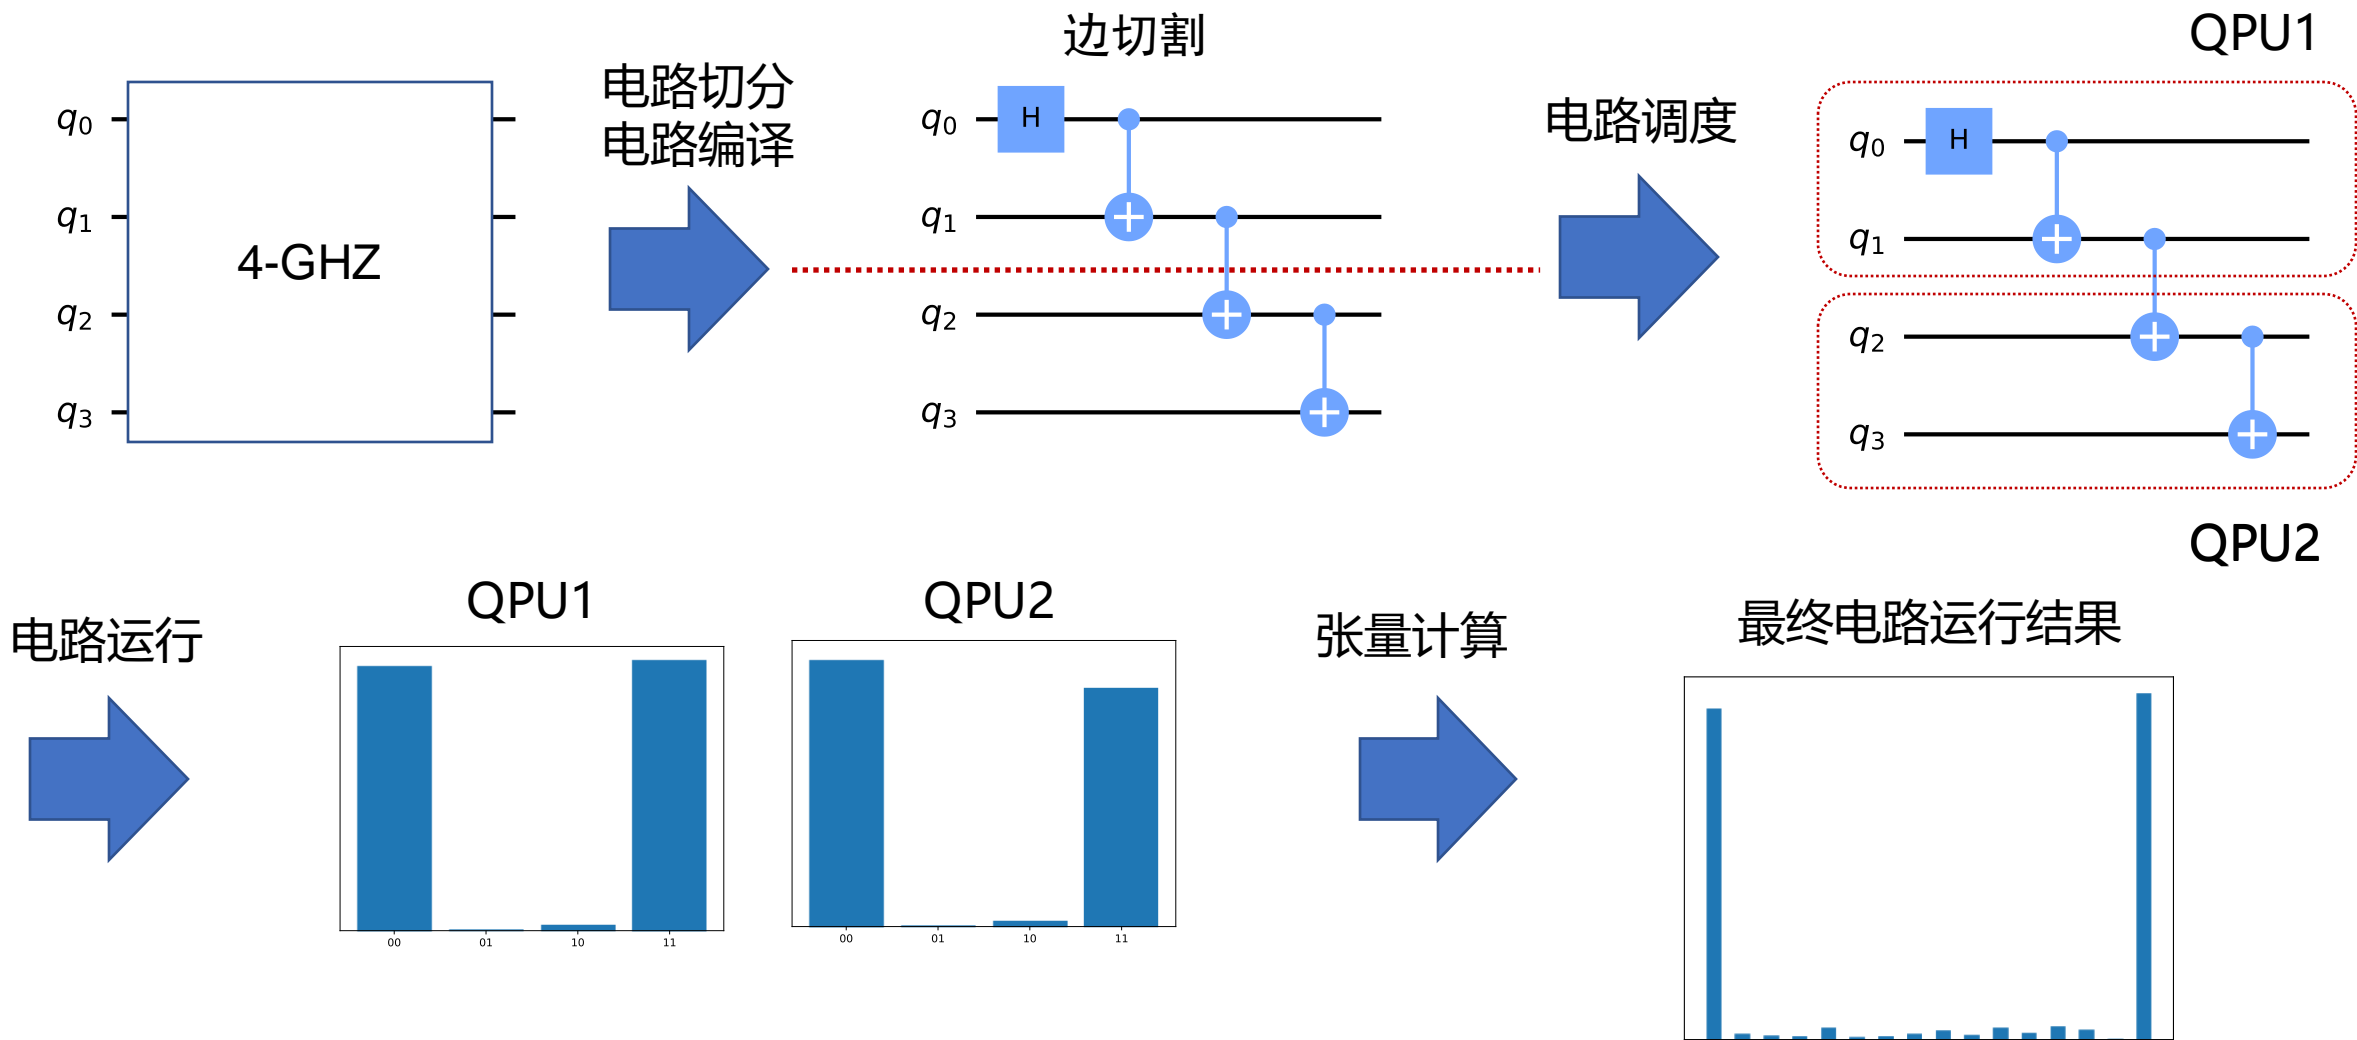 q0
q1
q2
q3
4-GHZ
电路切分
电路编译
边切割
q0
H
q1
q2
q3
电路调度
QPU1
q0
H
q1
q2
q3
QPU2
电路运行
QPU1
00 01 10 11
QPU2
00 01 10 11
张量计算
最终电路运行结果